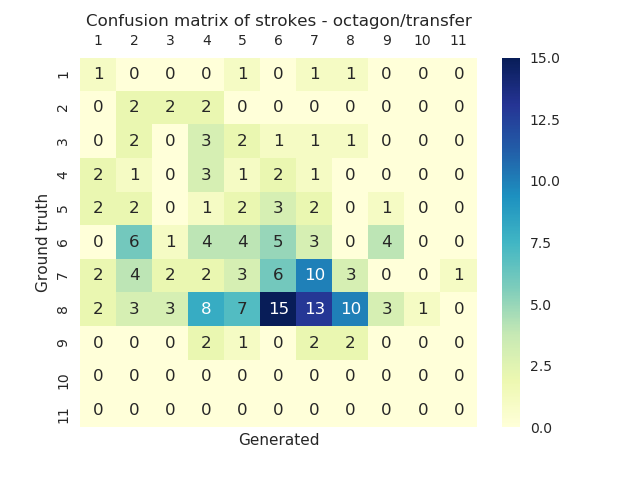 Confusion matrix of strokes - octagon/transfer
1 2 3 4 5 6 7 8 9 10 11
1 1 0 0 0 1 0 1 1 0 0 0
2 0 2 2 2 0 0 0 0 0 0 0
3 0 2 0 3 2 1 1 1 0 0 0
4 2 1 0 3 1 2 1 0 0 0 0
5 2 2 0 1 2 3 2 0 1 0 0
6 0 6 1 4 4 5 3 0 4 0 0
7 2 4 2 2 3 6 10 3 0 0 1
8 2 3 3 8 7 15 13 10 3 1 0
9 0 0 0 2 1 0 2 2 0 0 0
10 0 0 0 0 0 0 0 0 0 0 0
11 0 0 0 0 0 0 0 0 0 0 0
Ground truth
Generated
15.0
12.5
10.0
7.5
5.0
2.5
0.0